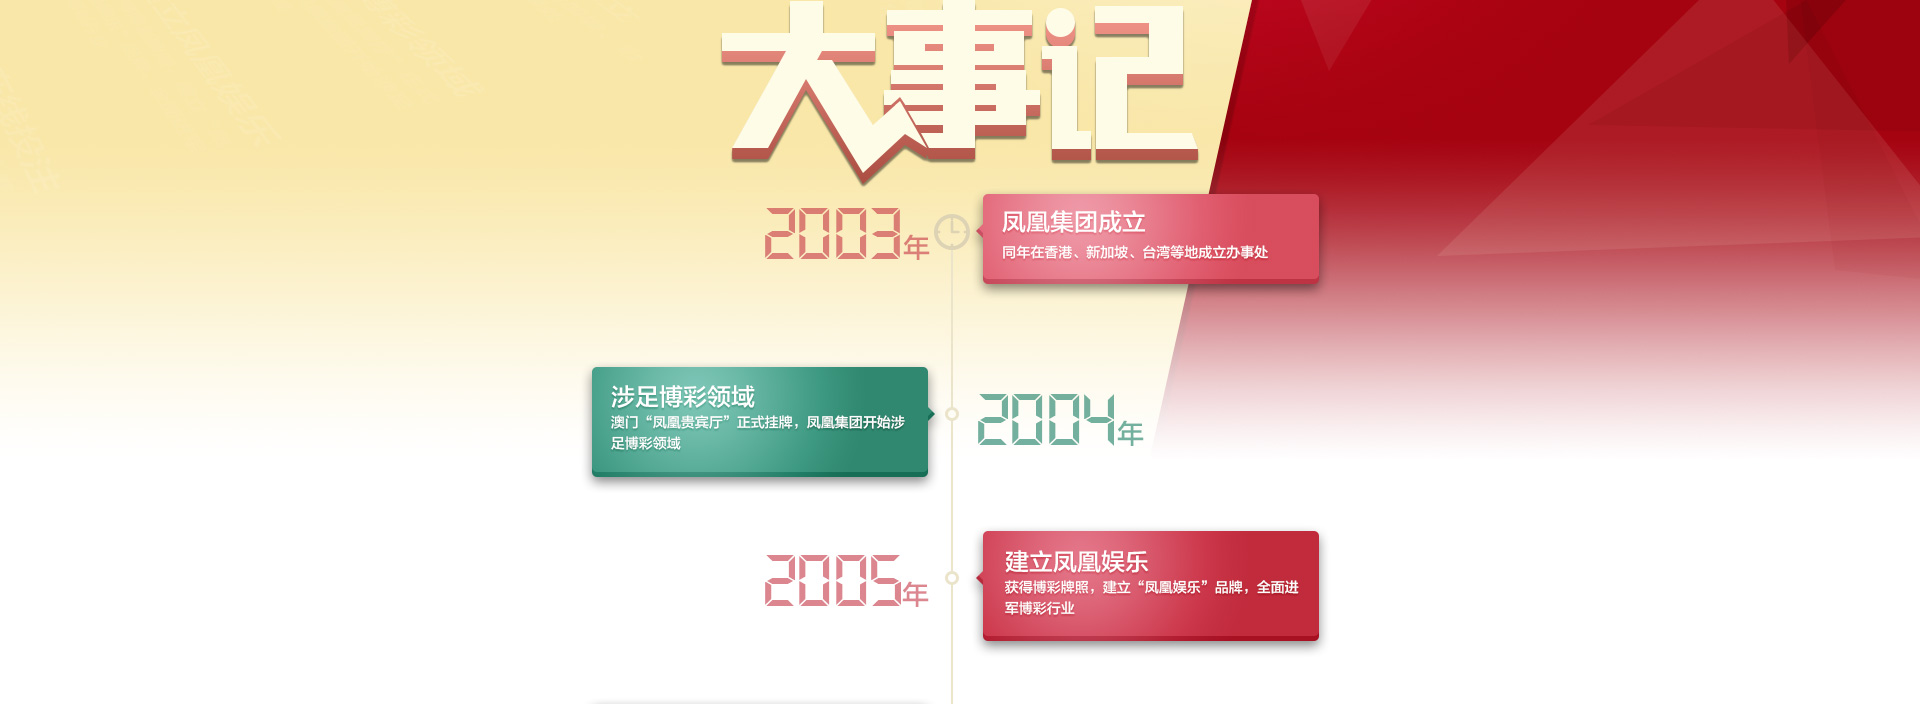 大事记
2003年
凤凰集团成立
同年在香港、新加坡、台湾等地成立办事处
涉足博彩领域
澳门“凤凰贵宾厅”正式挂牌，凤凰集团开始涉
足博彩领域
2004年
2005年
建立凤凰娱乐
获得博彩牌照，建立“凤凰娱乐”品牌，全面进
军博彩行业